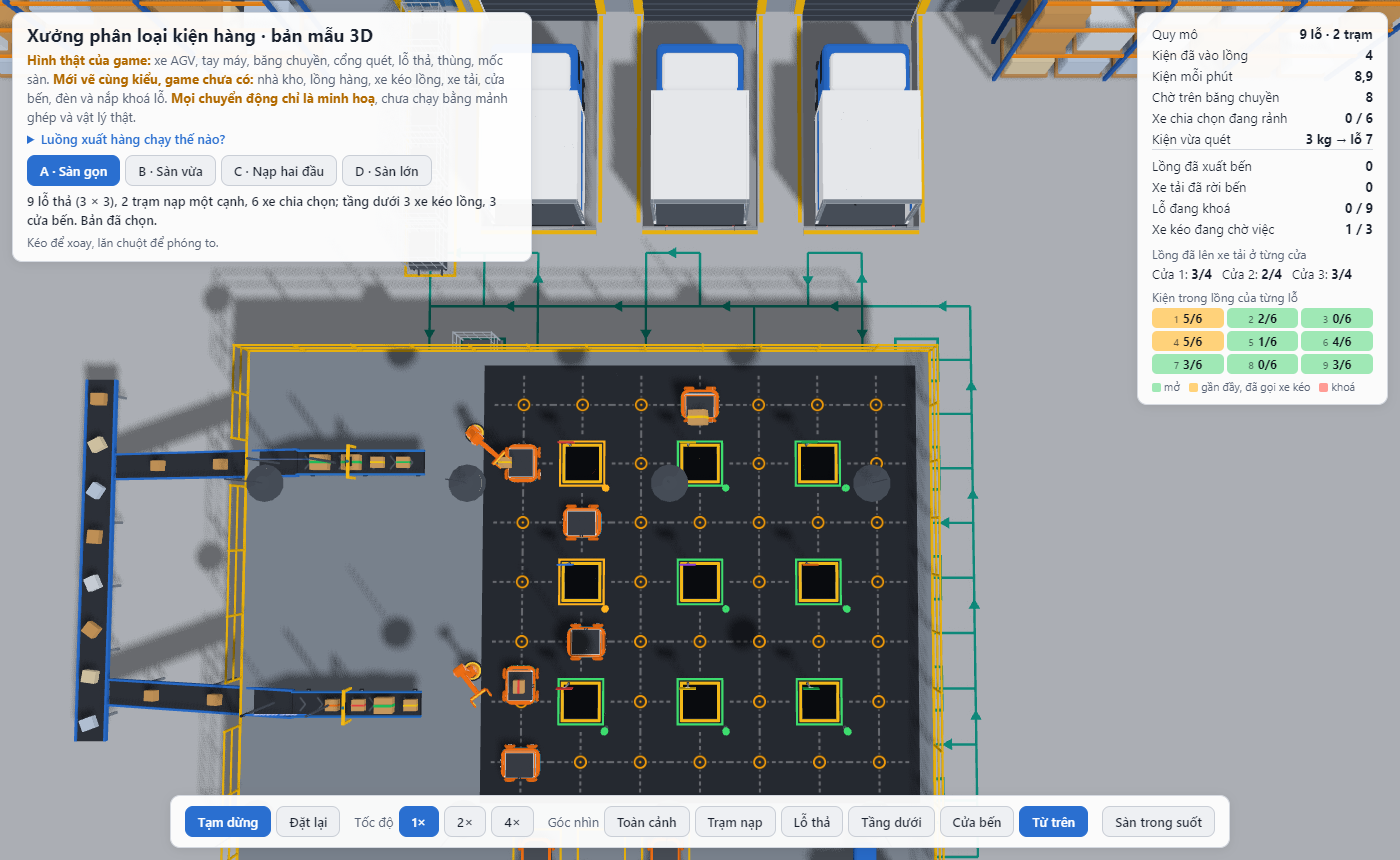 Xưởng phân loại kiện hàng · bản mẫu 3D
Hình thật của game: xe AGV, tay máy, băng chuyền, cổng quét, lỗ thả, thùng, mốc
sàn. Mới vẽ cùng kiểu, game chưa có: nhà kho, lồng hàng, xe kéo lồng, xe tải, cửa
bến, đèn và nắp khoá lỗ. Mọi chuyển động chỉ là minh hoạ, chưa chạy bằng mảnh
ghép và vật lý thật.
▶ Luồng xuất hàng chạy thế nào?
A · Sàn gọn
B · Sàn vừa
C · Nạp hai đầu
D · Sàn lớn
9 lỗ thả (3 × 3), 2 trạm nạp một cạnh, 6 xe chia chọn; tầng dưới 3 xe kéo lồng, 3
cửa bến. Bản đã chọn.
Kéo để xoay, lăn chuột để phóng to.
Quy mô 9 lỗ · 2 trạm
Kiện đã vào lồng 4
Kiện mỗi phút 8,9
Chờ trên băng chuyền 8
Xe chia chọn đang rảnh 0 / 6
Kiện vừa quét 3 kg → lỗ 7
Lồng đã xuất bến 0
Xe tải đã rời bến 0
Lỗ đang khoá 0 / 9
Xe kéo đang chờ việc 1 / 3
Lồng đã lên xe tải ở từng cửa
Cửa 1: 3/4 Cửa 2: 2/4 Cửa 3: 3/4
Kiện trong lồng của từng lỗ
1 5/6 2 2/6 3 0/6
4 5/6 5 1/6 6 4/6
7 3/6 8 0/6 9 3/6
mở gần đầy, đã gọi xe kéo khoá
Tạm dừng
Đặt lại
Tốc độ
1×
2×
4×
Góc nhìn
Toàn cảnh
Trạm nạp
Lỗ thả
Tầng dưới
Cửa bến
Từ trên
Sàn trong suốt